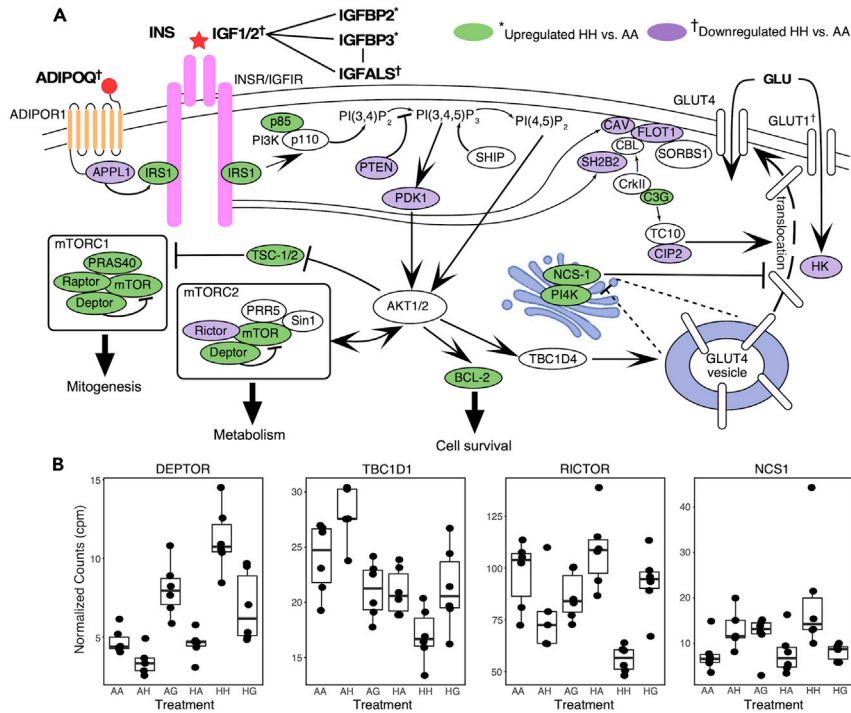 A
INS
IGF1/2†
IGFBP2*
IGFBP3*
IGFALS†
*Upregulated HH vs. AA
†Downregulated HH vs. AA
ADIPOQ†
ADIPOR1
INSR/IGFIR
GLUT4
GLU
GLUT1†
p85
PI3K
p110
PI(3,4)P2
PI(3,4,5)P3
PI(4,5)P2
CAV
FLOT1
CBL
SORBS1
APPL1
IRS1
IRS1
PTEN
SHIP
SH2B2
CrkII
C3G
PDK1
TC10
CIP2
translocation
HK
mTORC1
PRAS40
Raptor
mTOR
Deptor
TSC-1/2
NCS-1
PI4K
mTORC2
PRR5
Sin1
Rictor
mTOR
Deptor
AKT1/2
TBC1D4
GLUT4
vesicle
BCL-2
Mitogenesis
Metabolism
Cell survival
B
DEPTOR
TBC1D1
RICTOR
NCS1
Normalized Counts (cpm)
15
10
5
30
25
20
15
125
100
75
50
40
30
20
10
AA AH AG HA HH HG
AA AH AG HA HH HG
AA AH AG HA HH HG
AA AH AG HA HH HG
Treatment
Treatment
Treatment
Treatment